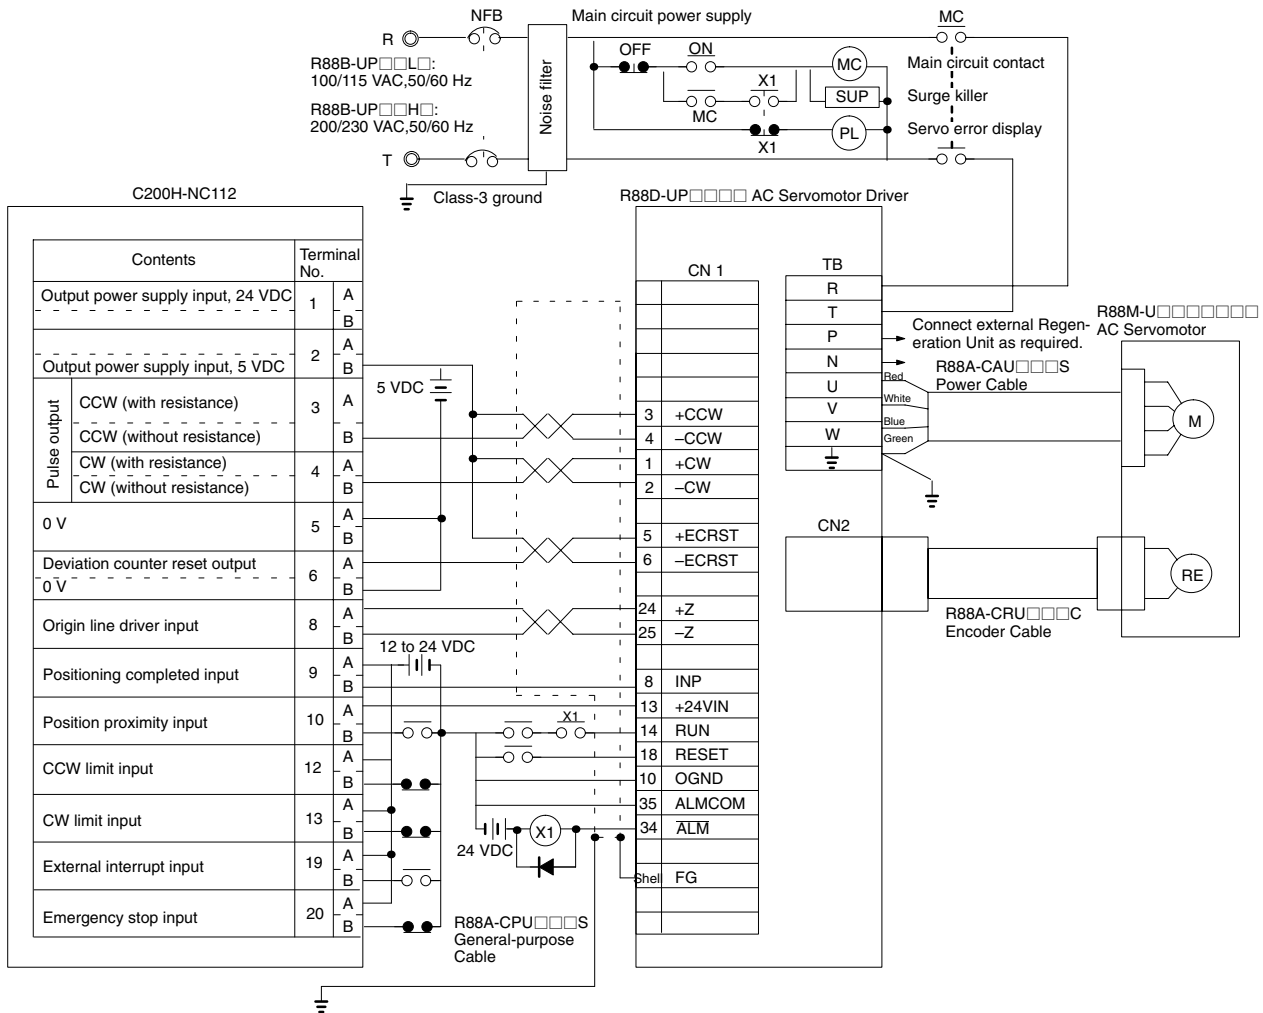 NFB
Main circuit power supply
MC
R
OFF
ON
MC
Main circuit contact
R88B-UP□□L□:
100/115 VAC,50/60 Hz
X1
SUP
Surge killer
R88B-UP□□H□:
200/230 VAC,50/60 Hz
Noise filter
MC
PL
Servo error display
X1
T
Class-3 ground
C200H-NC112
R88D-UP□□□□ AC Servomotor Driver
Contents
Terminal
No.
Output power supply input, 24 VDC
1
A
B
2
A
Output power supply input, 5 VDC
B
Pulse output
CCW (with resistance)
3
A
CCW (without resistance)
B
CW (with resistance)
4
A
CW (without resistance)
B
0 V
5
A
B
Deviation counter reset output
6
A
0 V
B
Origin line driver input
8
A
B
Positioning completed input
9
A
B
Position proximity input
10
A
B
CCW limit input
12
A
B
CW limit input
13
A
B
External interrupt input
19
A
B
Emergency stop input
20
A
B
5 VDC
12 to 24 VDC
X1
24 VDC
X1
R88A-CPU□□□S
General-purpose
Cable
CN 1
3 +CCW
4 –CCW
1 +CW
2 –CW
5 +ECRST
6 –ECRST
24 +Z
25 –Z
8 INP
13 +24VIN
14 RUN
18 RESET
10 OGND
35 ALMCOM
34 ALM
Shell FG
TB
R
T
P
N
U
V
W
Connect external Regen-
eration Unit as required.
Red
White
Blue
Green
R88A-CAU□□□S
Power Cable
R88M-U□□□□□□□
AC Servomotor
M
CN2
RE
R88A-CRU□□□C
Encoder Cable